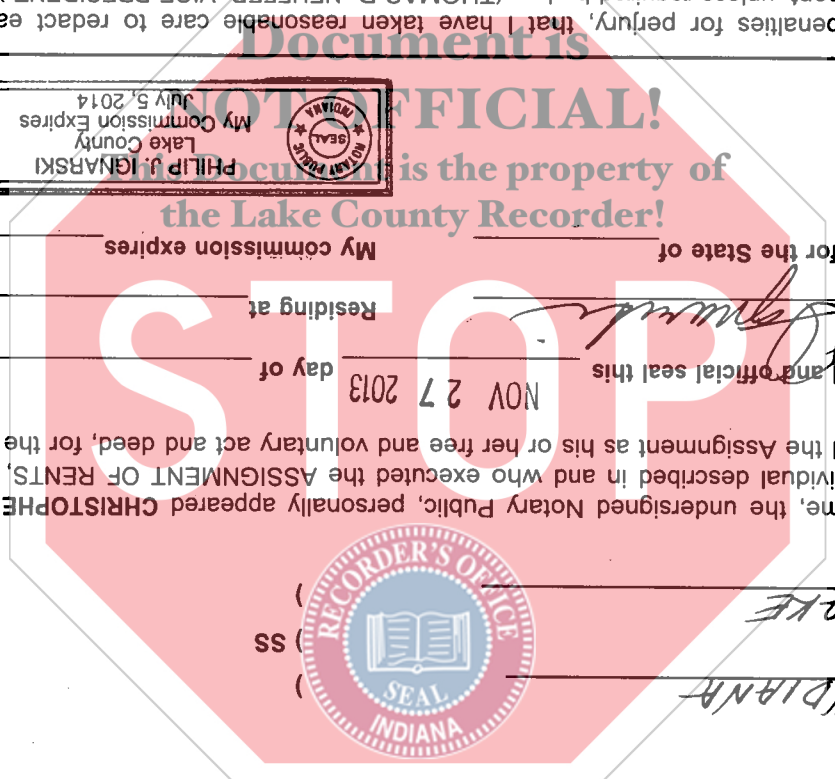 DIANA )
) SS
KE )
me, the undersigned Notary Public, personally appeared CHRISTOPHE
ividual described in and who executed the ASSIGNMENT OF RENTS,
the Assignment as his or her free and voluntary act and deed, for the
and official seal this NOV 27 2013 day of
Residing at
for the State of My commission expires
PHILIP J. IGNARSKI
Lake County
My Commission Expires
July 5, 2014
NOTARY PUBLIC
SEAL
INDIANA
enalties for perjury, that I have taken reasonable care to redact ea
Document is
NOT OFFICIAL!
This Document is the property of
the Lake County Recorder!
STOP
RECORDER'S OFFICE
SEAL
INDIANA